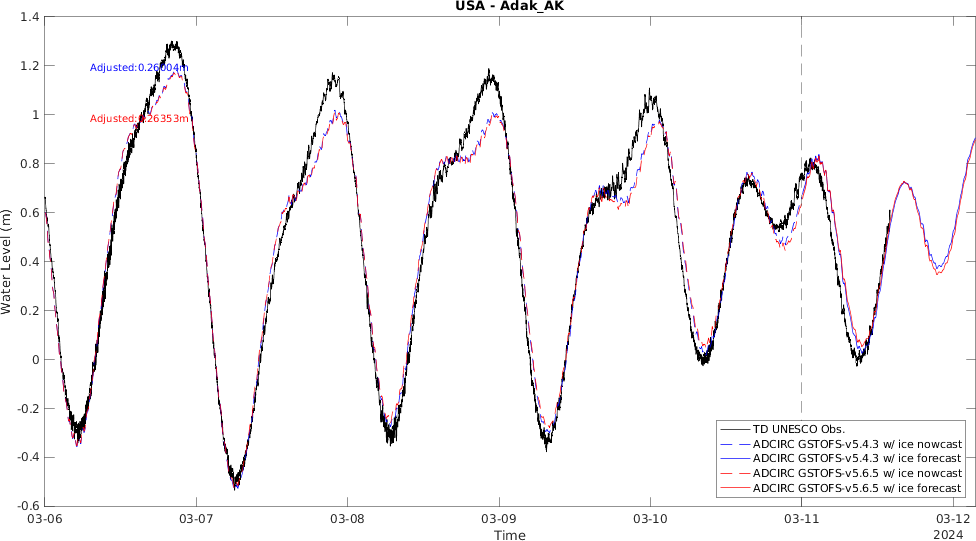 USA - Adak_AK
1.4
1.2
1
0.8
0.6
0.4
0.2
0
-0.2
-0.4
-0.6
Water Level (m)
Adjusted:0.26004m
Adjusted:0.26353m
TD UNESCO Obs.
ADCIRC GSTOFS-v5.4.3 w/ ice nowcast
ADCIRC GSTOFS-v5.4.3 w/ ice forecast
ADCIRC GSTOFS-v5.6.5 w/ ice nowcast
ADCIRC GSTOFS-v5.6.5 w/ ice forecast
03-06 03-07 03-08 03-09 03-10 03-11 03-12
Time
2024